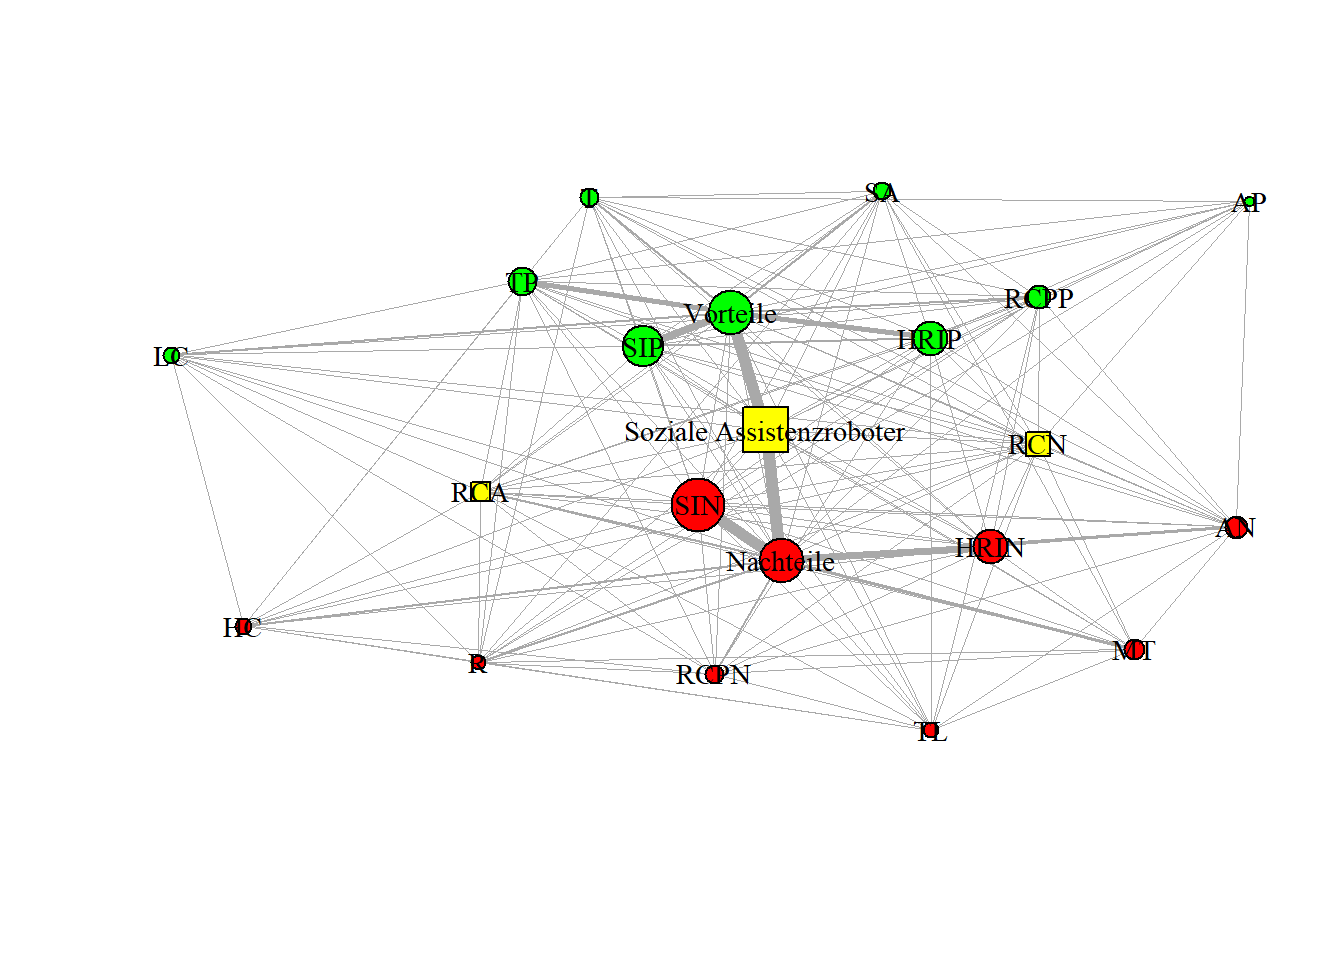 T
SA
AP
TP
RCPP
Vorteile
HRIP
SIP
LC
Soziale Assistenzroboter
RCN
RCA
SIN
AN
HRIN
Nachteile
HC
MT
R
RCPN
TL